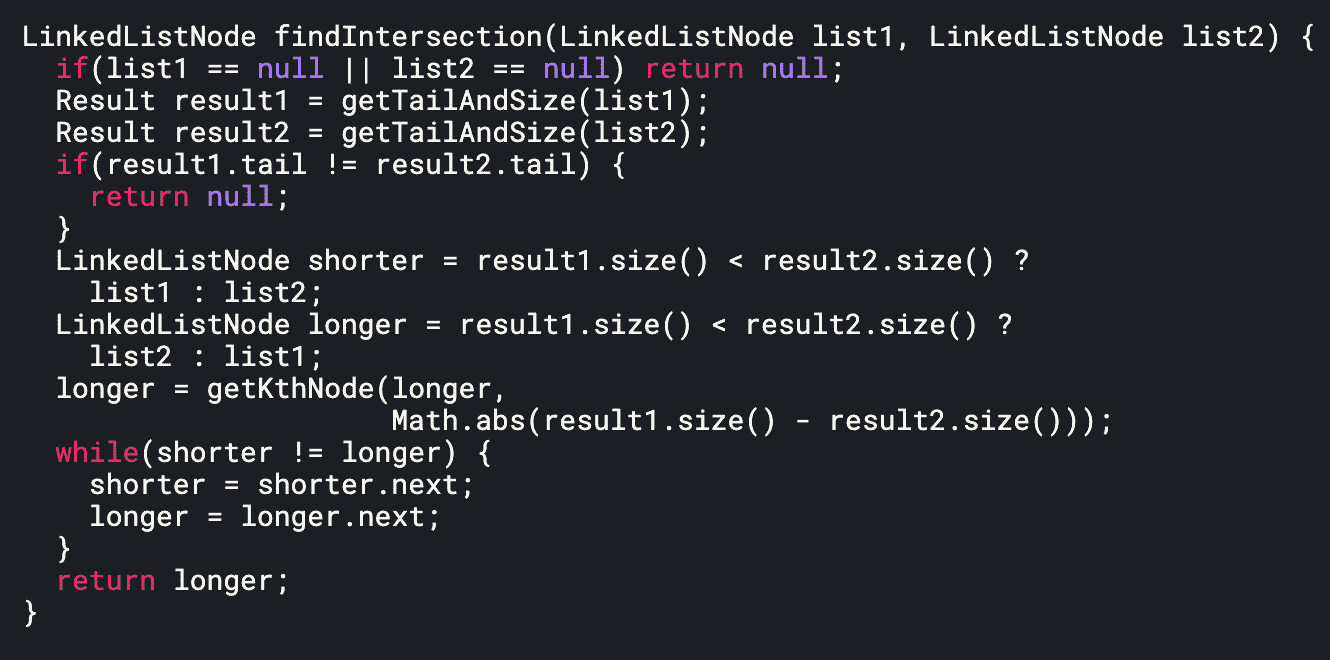 LinkedListNode findIntersection(LinkedListNode list1, LinkedListNode list2) {
  if(list1 == null || list2 == null) return null;
  Result result1 = getTailAndSize(list1);
  Result result2 = getTailAndSize(list2);
  if(result1.tail != result2.tail) {
    return null;
  }
  LinkedListNode shorter = result1.size() < result2.size() ?
    list1 : list2;
  LinkedListNode longer = result1.size() < result2.size() ?
    list2 : list1;
  longer = getKthNode(longer,
                      Math.abs(result1.size() - result2.size()));
  while(shorter != longer) {
    shorter = shorter.next;
    longer = longer.next;
  }
  return longer;
}